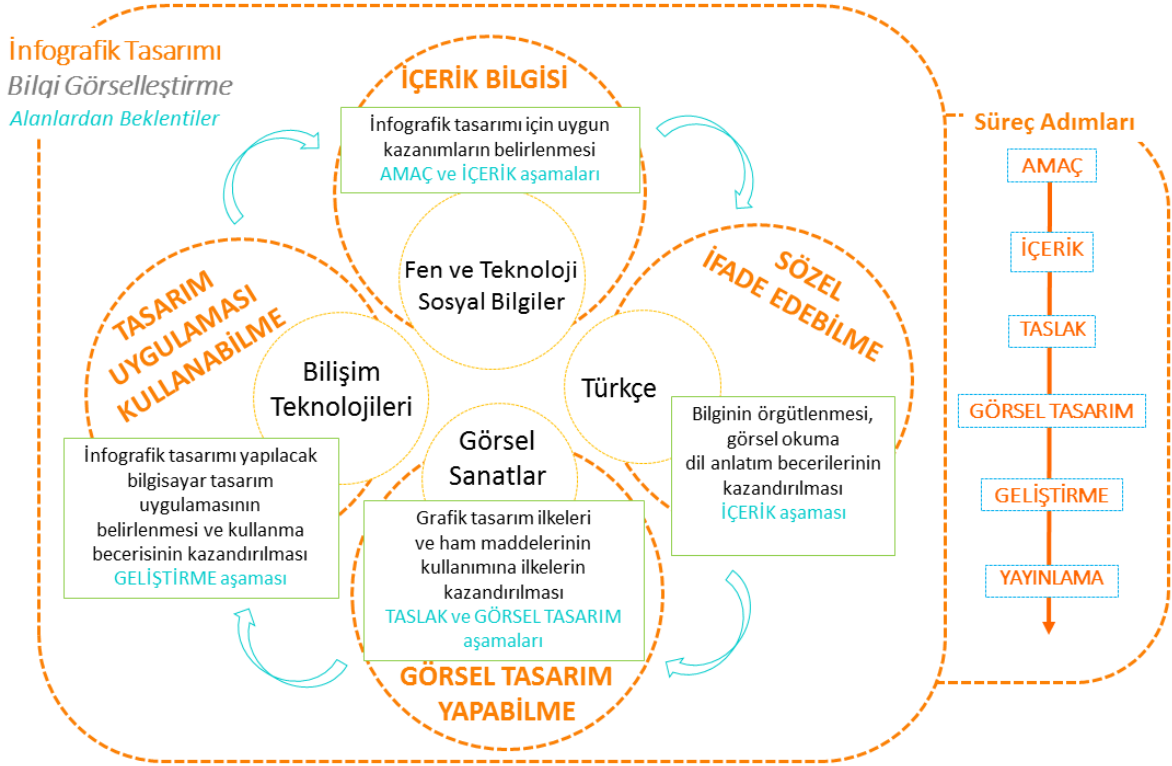 İnfografik Tasarımı
Bilgi Görselleştirme
Alanlardan Beklentiler
İÇERİK BİLGİSİ
İnfografik tasarımı için uygun
kazanımların belirlenmesi
AMAÇ ve İÇERİK aşamaları
Fen ve Teknoloji
Sosyal Bilgiler
SÖZEL
İFADE EDEBİLME
Türkçe
Bilginin örgütlenmesi,
görsel okuma
dil anlatım becerilerinin
kazandırılması
İÇERİK aşaması
TASARIM
UYGULAMASI
KULLANABİLME
Bilişim
Teknolojileri
İnfografik tasarımı yapılacak
bilgisayar tasarım
uygulamasının
belirlenmesi ve kullanma
becerisinin kazandırılması
GELİŞTİRME aşaması
Görsel
Sanatlar
Grafik tasarım ilkeleri
ve ham maddelerinin
kullanımına ilkelerin
kazandırılması
TASLAK ve GÖRSEL TASARIM
aşamaları
GÖRSEL TASARIM
YAPABİLME
Süreç Adımları
AMAÇ
İÇERİK
TASLAK
GÖRSEL TASARIM
GELİŞTİRME
YAYINLAMA